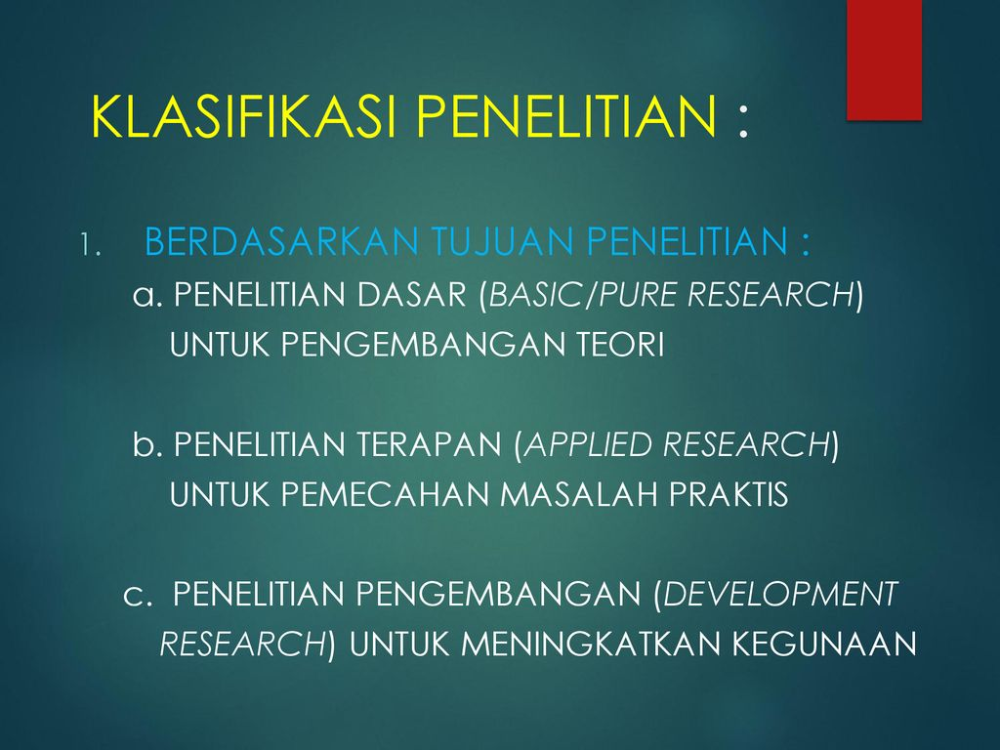 KLASIFIKASI PENELITIAN :
1. BERDASARKAN TUJUAN PENELITIAN :
a. PENELITIAN DASAR (BASIC/PURE RESEARCH)
UNTUK PENGEMBANGAN TEORI
b. PENELITIAN TERAPAN (APPLIED RESEARCH)
UNTUK PEMECAHAN MASALAH PRAKTIS
c. PENELITIAN PENGEMBANGAN (DEVELOPMENT
RESEARCH) UNTUK MENINGKATKAN KEGUNAAN